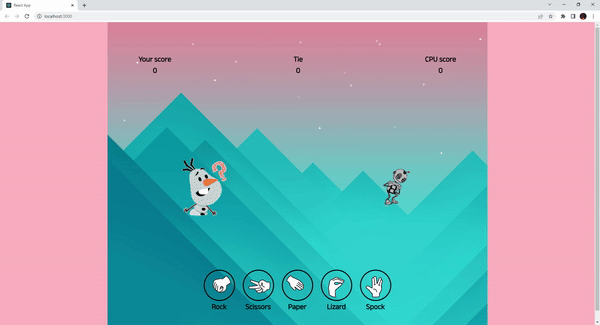 React App
localhost:3000
Your score
Tie
CPU score
0
0
0
?
Rock
Scissors
Paper
Lizard
Spock